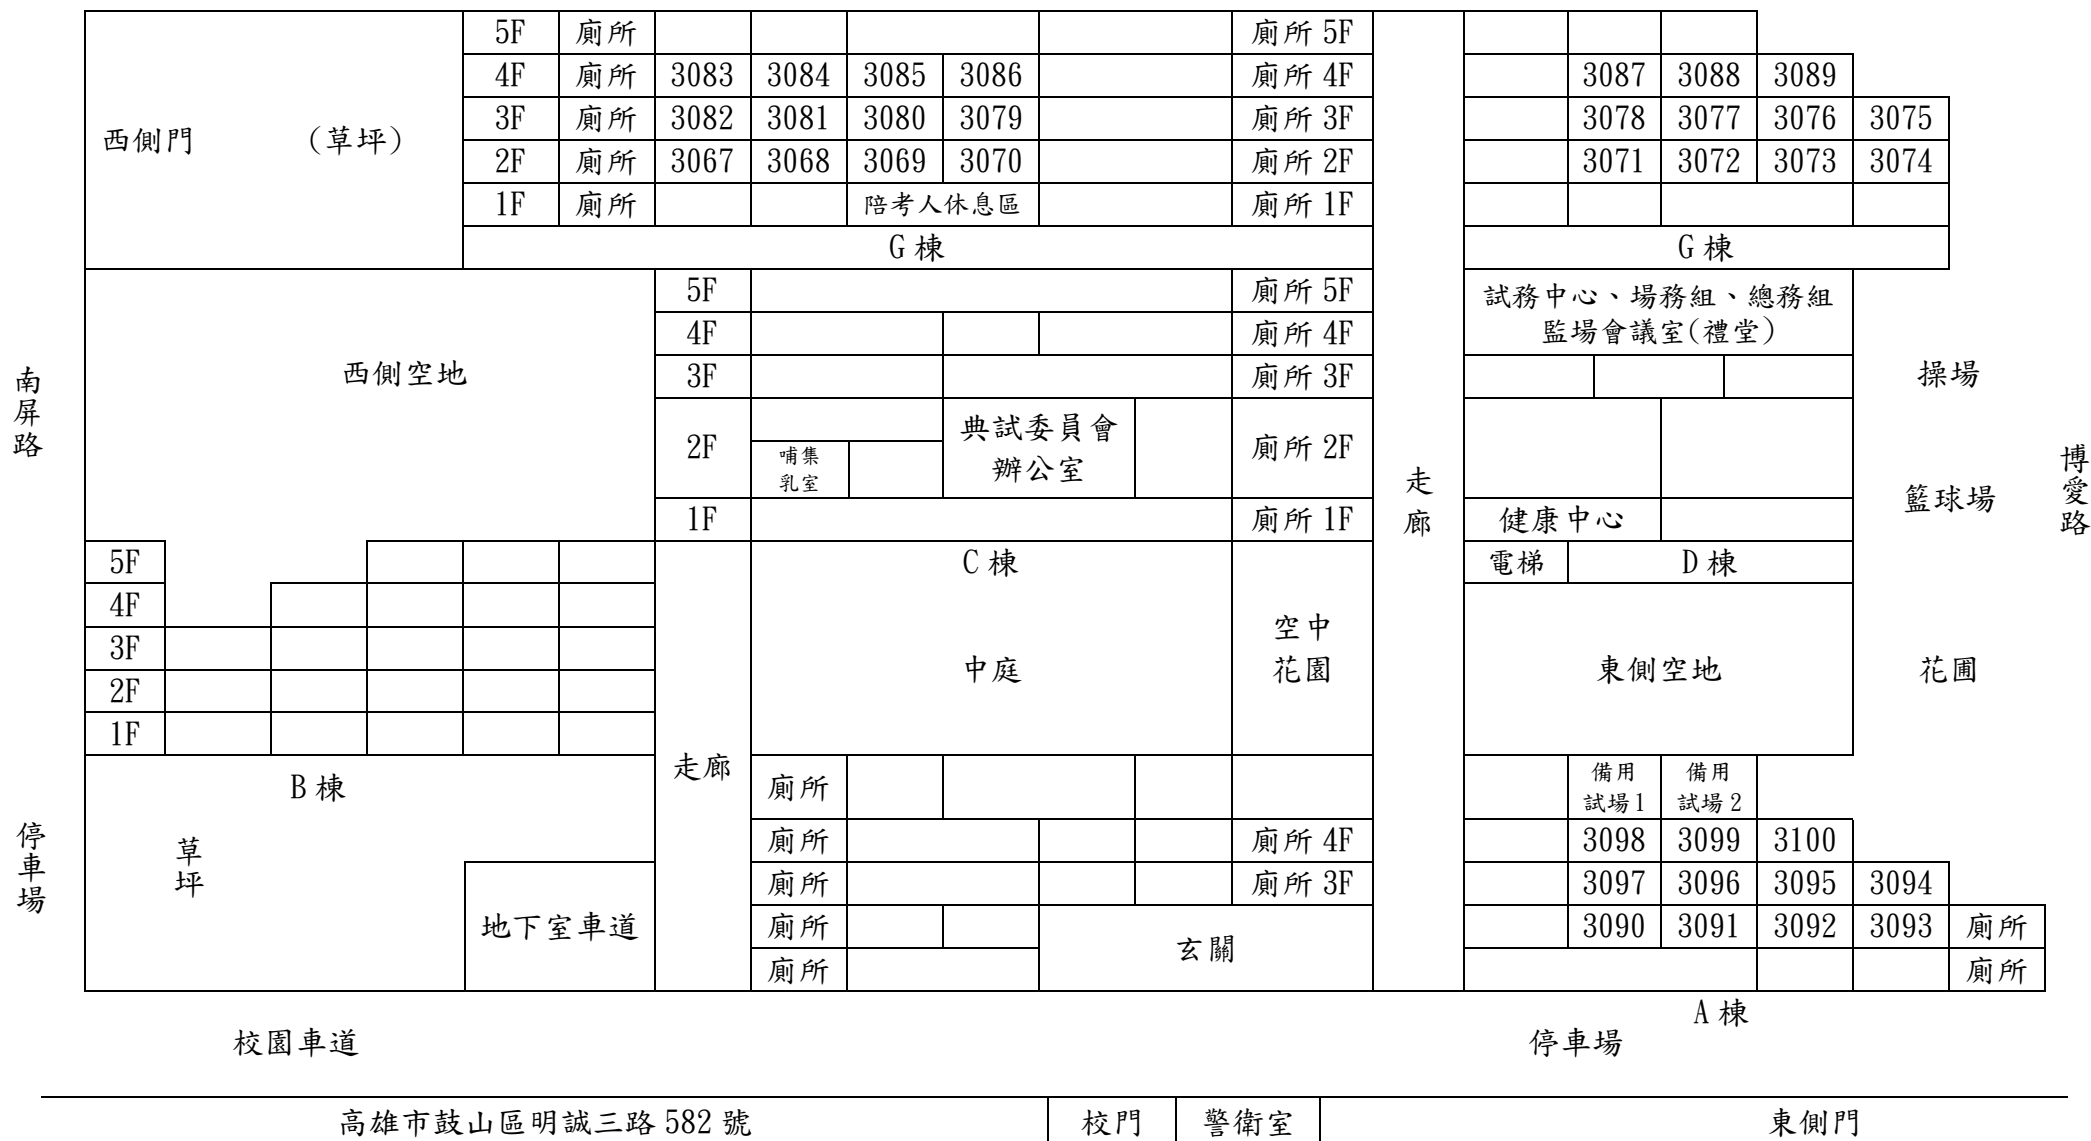 5F 廁所 廁所 5F
4F 廁所 3083 3084 3085 3086 廁所 4F 3087 3088 3089
西側門 (草坪) 3F 廁所 3082 3081 3080 3079 廁所 3F 3078 3077 3076 3075
2F 廁所 3067 3068 3069 3070 廁所 2F 3071 3072 3073 3074
1F 廁所 陪考人休息區 廁所 1F
G 棟 G 棟
5F 廁所 5F 試務中心、場務組、總務組
4F 廁所 4F 監場會議室(禮堂)
南屏路 西側空地 3F 廁所 3F 操場
2F 典試委員會 廁所 2F
哺集 辦公室
乳室
走廊 籃球場 博愛路
1F 廁所 1F 健康中心
5F C 棟 電梯 D 棟
4F
3F 空中
2F 中庭 花園 東側空地 花圃
1F
B 棟 走廊 廁所 備用 備用
試場 1 試場 2
停車場 草坪 廁所 廁所 4F 3098 3099 3100
廁所 廁所 3F 3097 3096 3095 3094
地下室車道 廁所 玄關 3090 3091 3092 3093 廁所
廁所 廁所
A 棟
校園車道 停車場
高雄市鼓山區明誠三路 582 號 校門 警衛室 東側門